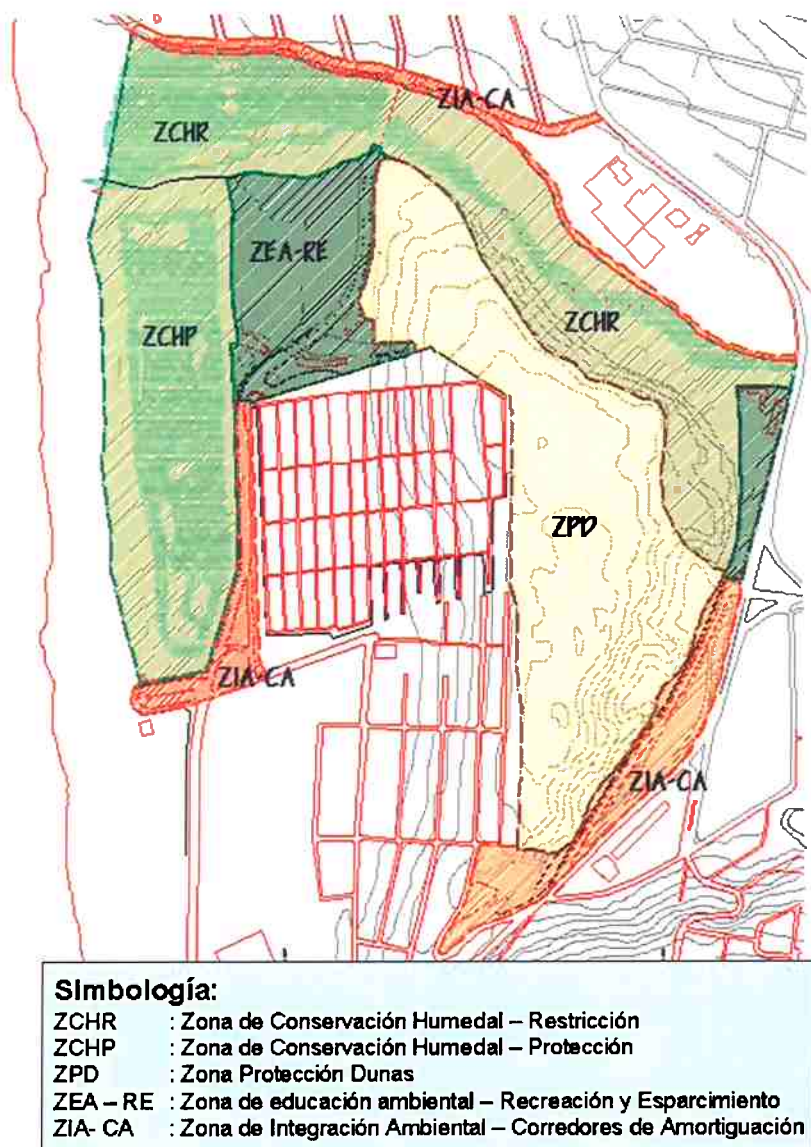 ZIA-CA
ZCHR
ZEA-RE
ZCHP
ZCHR
ZPD
ZIA-CA
ZIA-CA
Simbología:
ZCHR : Zona de Conservación Humedal – Restricción
ZCHP : Zona de Conservación Humedal – Protección
ZPD : Zona Protección Dunas
ZEA – RE : Zona de educación ambiental – Recreación y Esparcimiento
ZIA- CA : Zona de Integración Ambiental – Corredores de Amortiguación